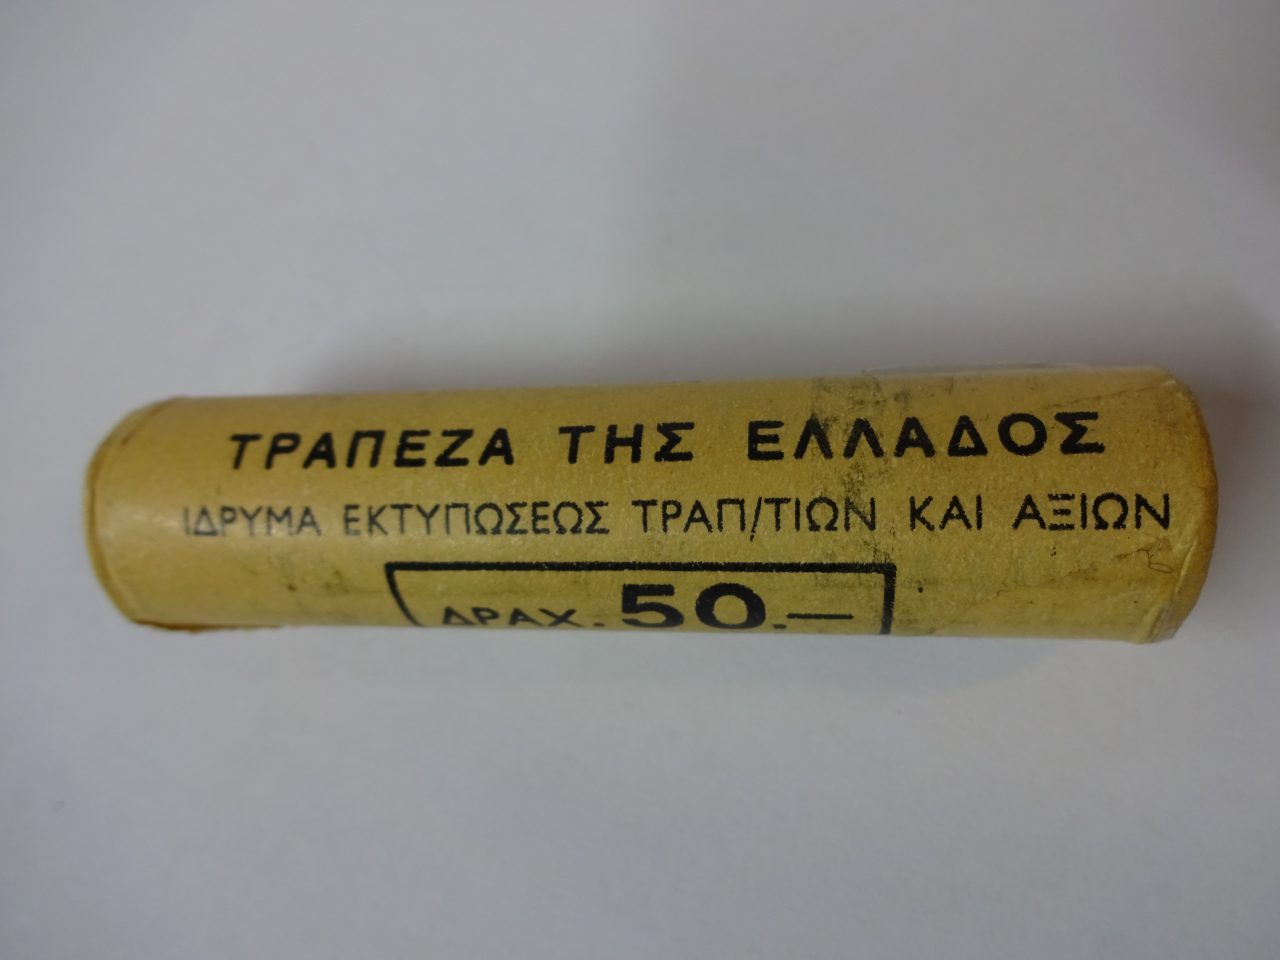 ΤΡΑΠΕΖΑ ΤΗΣ ΕΛΛΑΔΟΣ
ΙΔΡΥΜΑ ΕΚΤΥΠΩΣΕΩΣ ΤΡΑΠ/ΤΙΩΝ ΚΑΙ ΑΞΙΩΝ
ΔΡΑΧ. 50.—